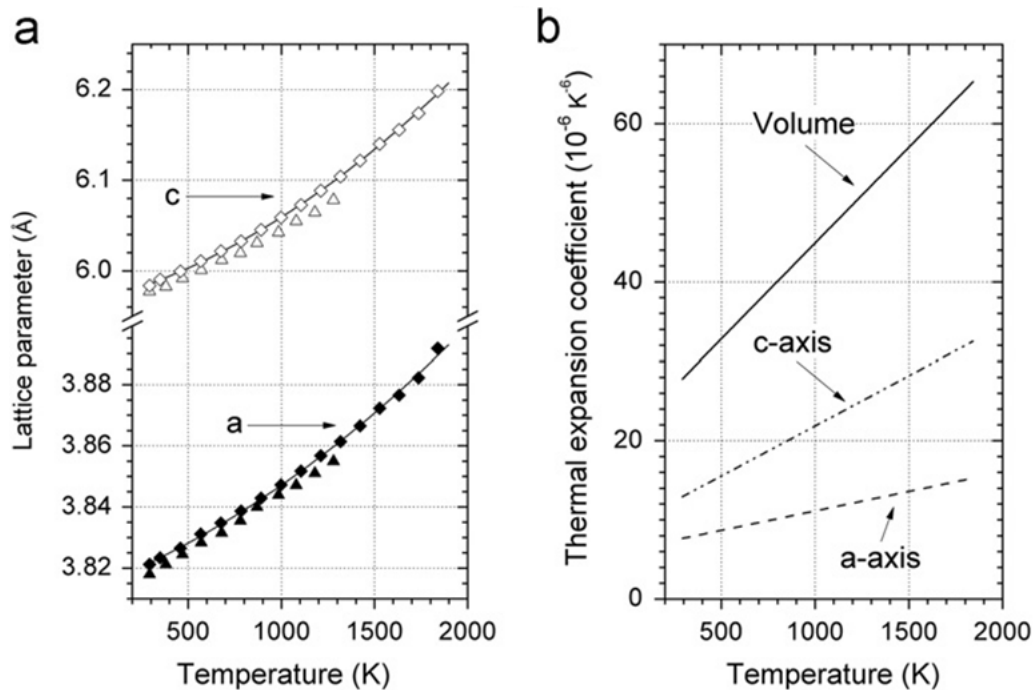 a
6.2
6.1
6.0
3.88
3.86
3.84
3.82
c
a
Lattice parameter (Å)
500 1000 1500 2000
Temperature (K)
b
60
40
20
0
Volume
c-axis
a-axis
Thermal expansion coefficient (10⁻⁶ K⁻⁶)
500 1000 1500 2000
Temperature (K)